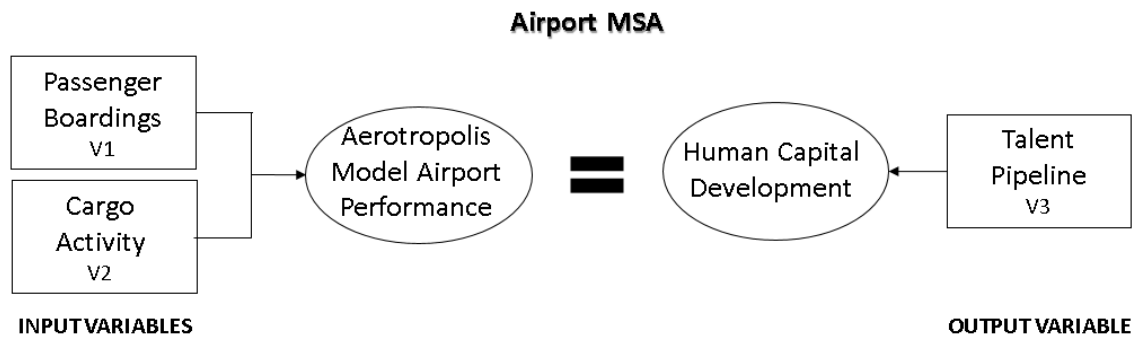 Airport MSA
Passenger
Boardings
V1
Cargo
Activity
V2
Aerotropolis
Model Airport
Performance
=
Human Capital
Development
Talent
Pipeline
V3
INPUT VARIABLES
OUTPUT VARIABLE